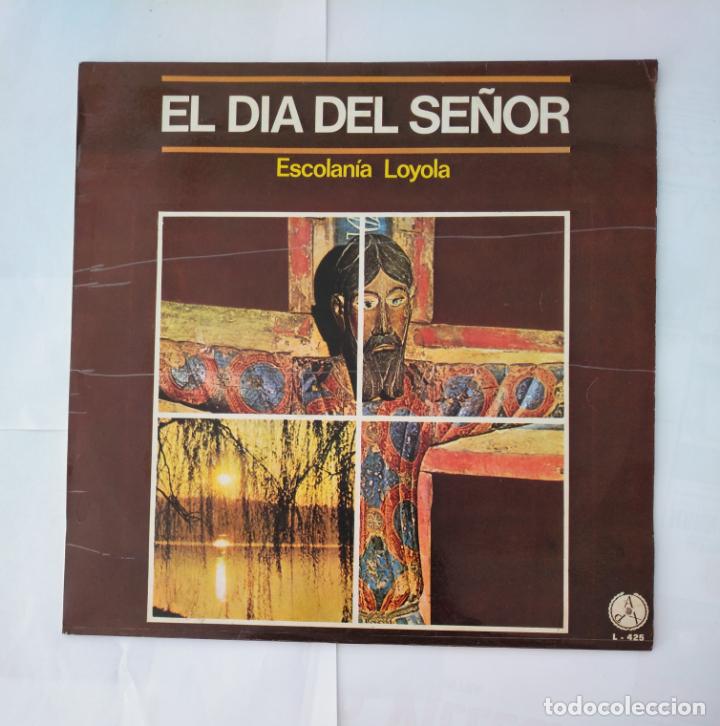 EL DIA DEL SEÑOR
Escolanía Loyola
L - 425
todocoleccion